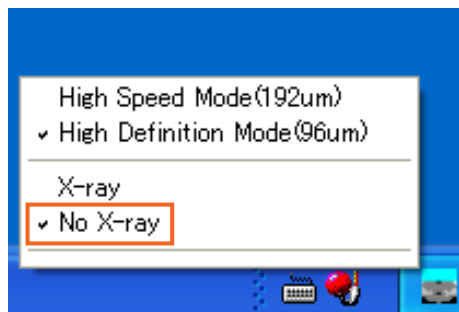 High Speed Mode(192um)
High Definition Mode(96um)
X-ray
No X-ray